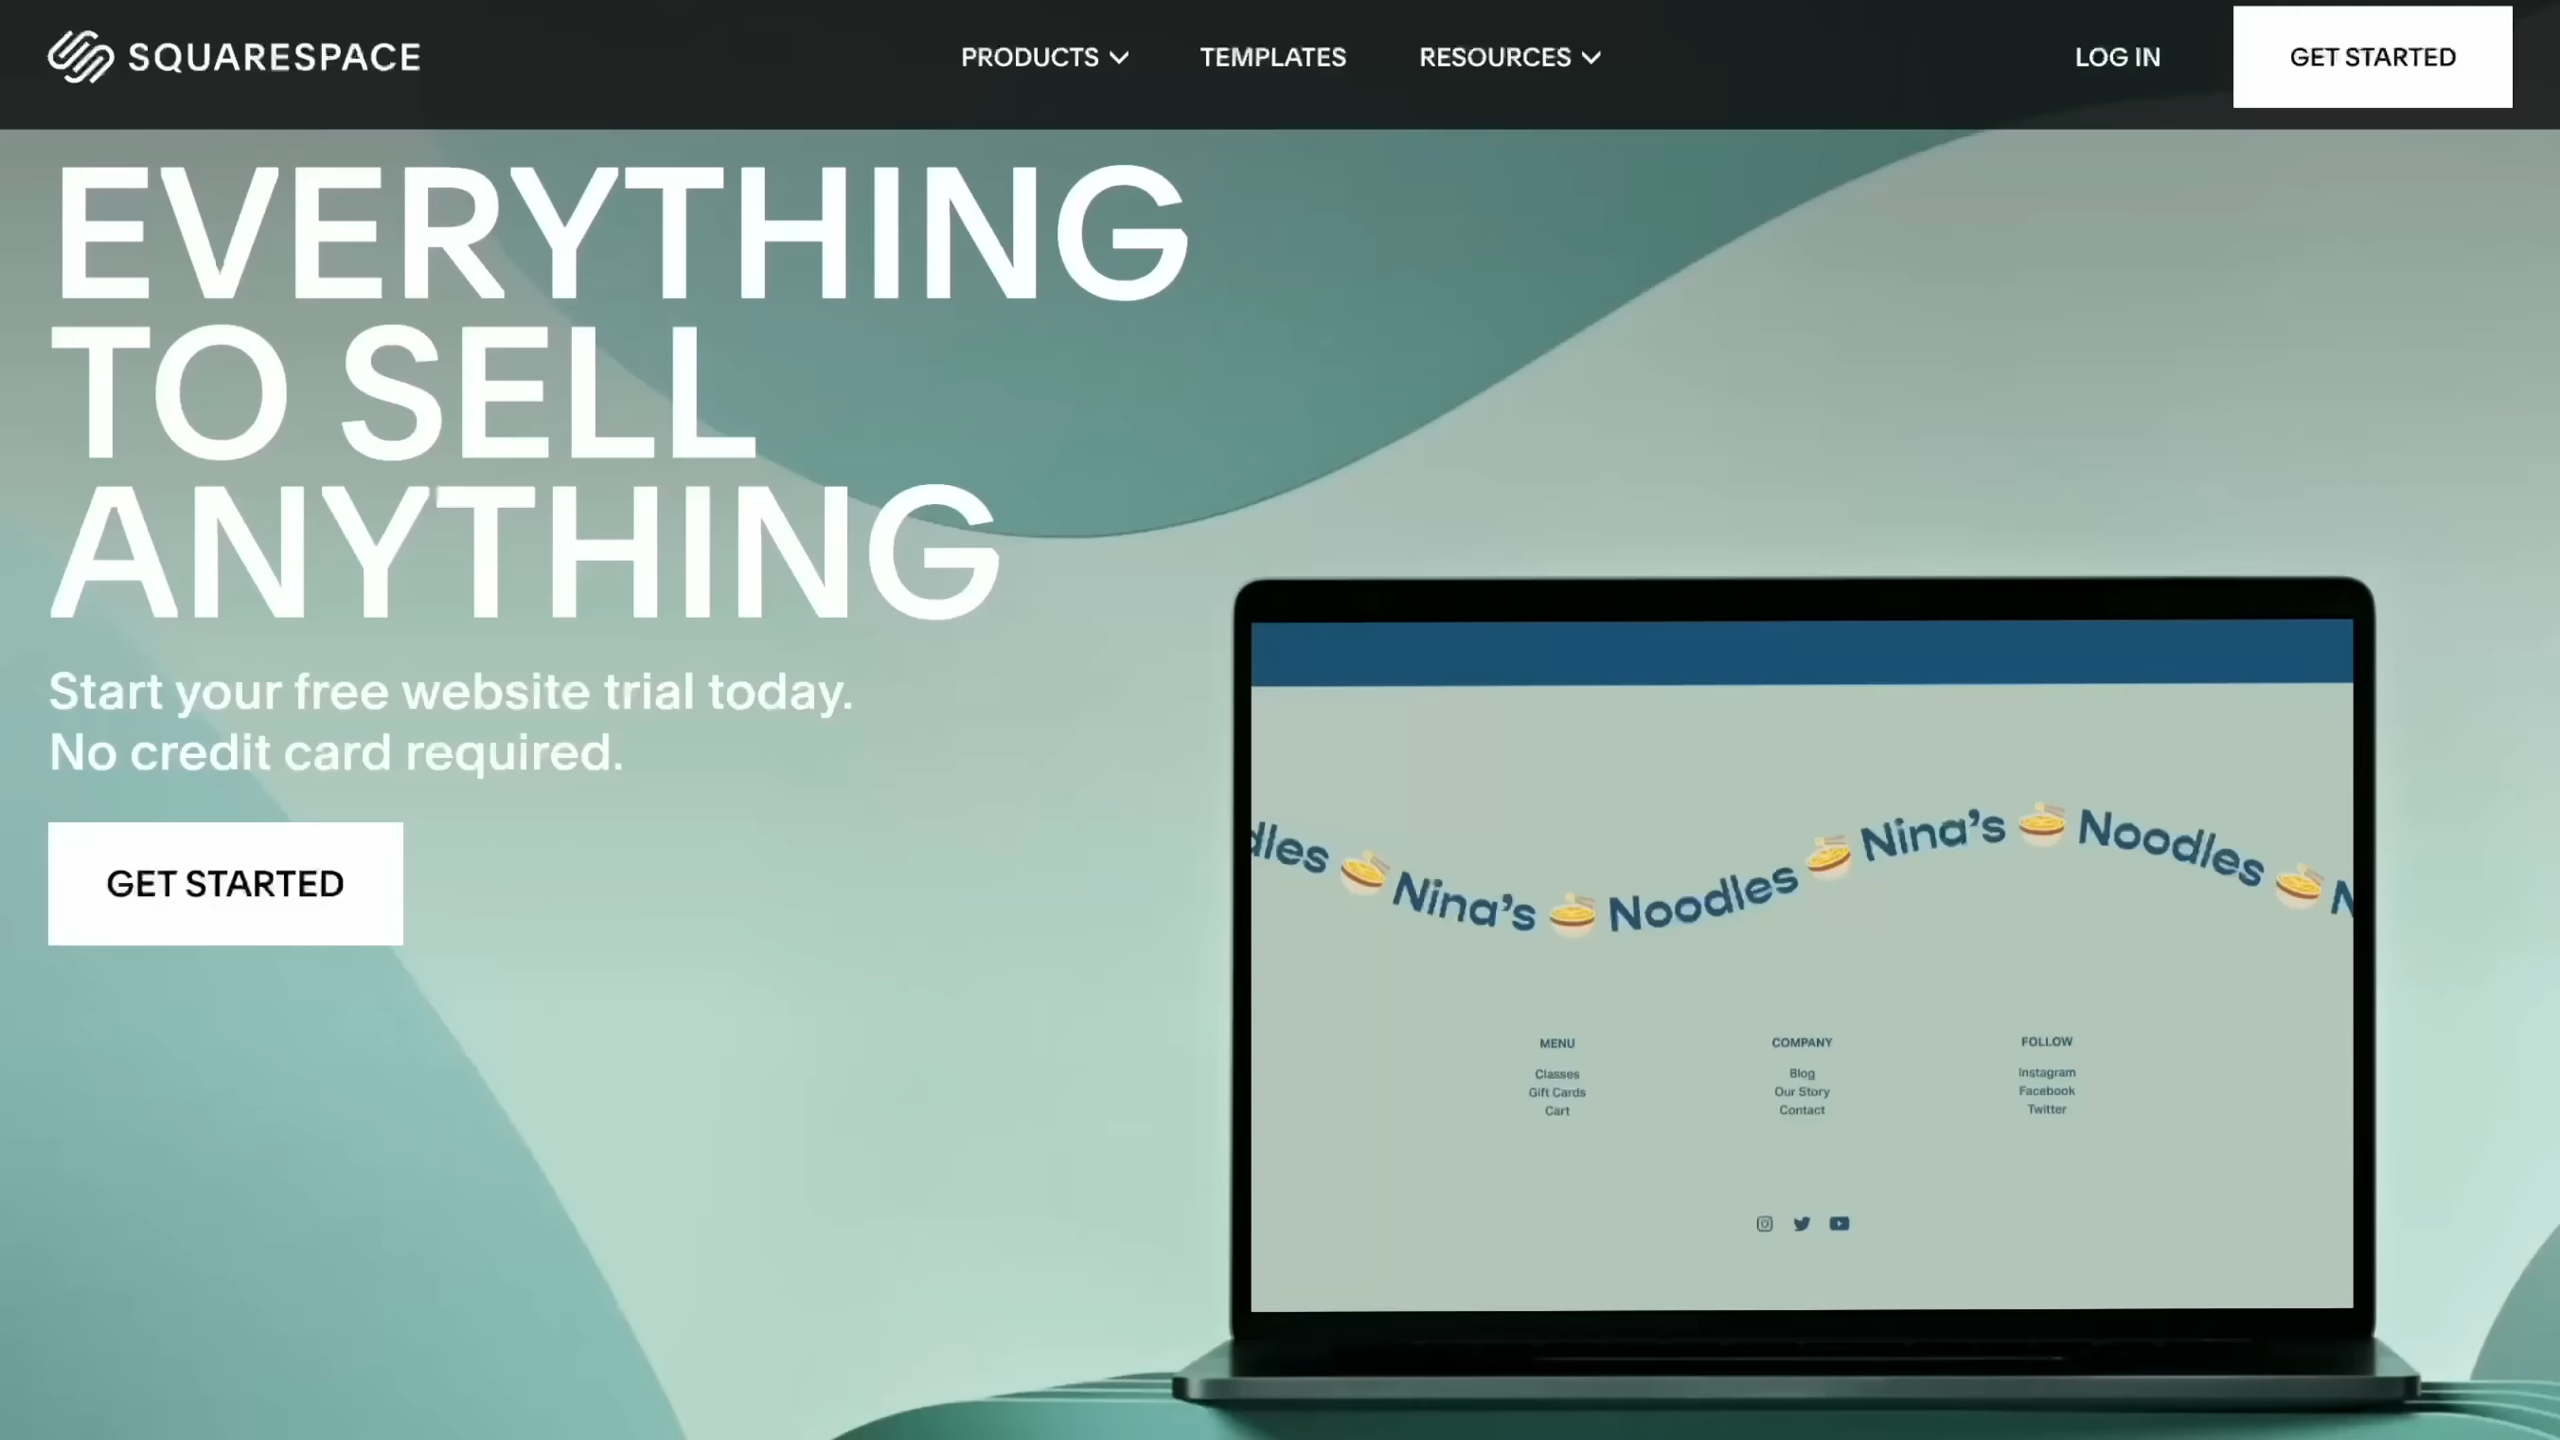 SQUARESPACE
PRODUCTS
TEMPLATES
RESOURCES
LOG IN
GET STARTED
EVERYTHING
TO SELL
ANYTHING
Start your free website trial today.
No credit card required.
GET STARTED
dles Nina’s Noodles Nina’s Noodles N
MENU
Classes
Gift Cards
Cart
COMPANY
Blog
Our Story
Contact
FOLLOW
Instagram
Facebook
Twitter